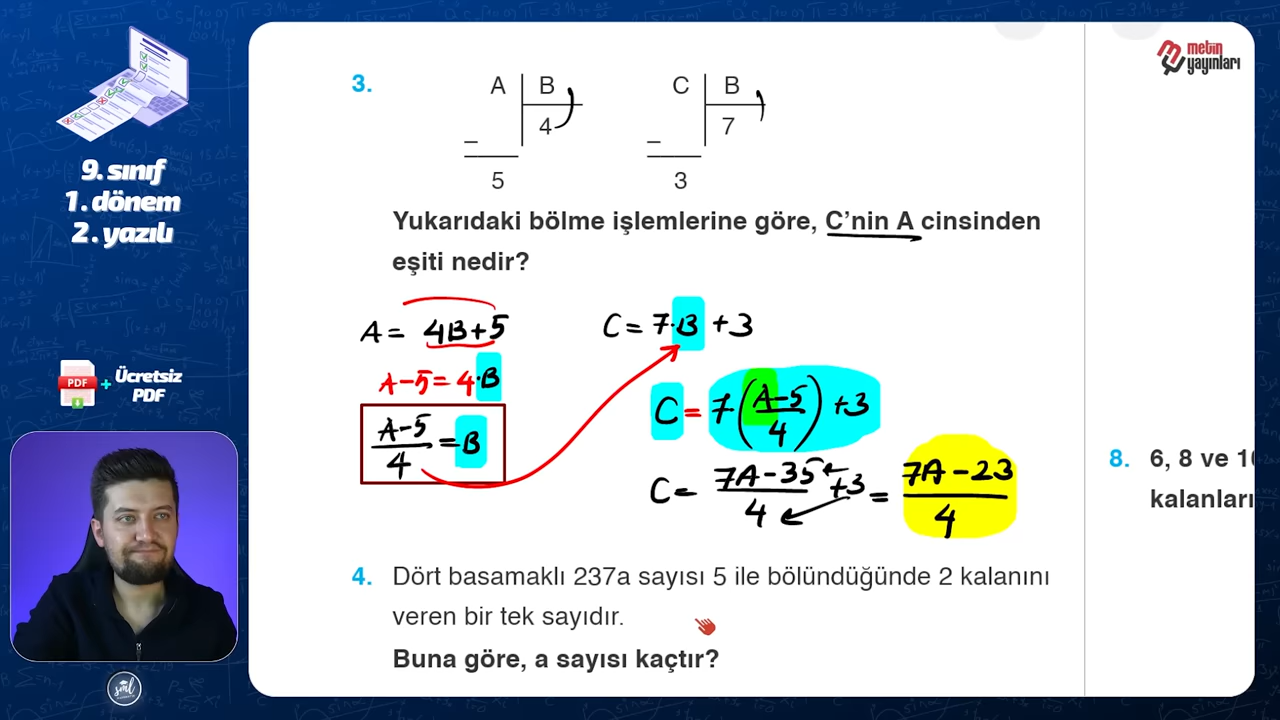 9. sınıf
1. dönem
2. yazılı
PDF + Ücretsiz PDF
sml
metin yayınları
3.
A B
4
5
C B
7
3
Yukarıdaki bölme işlemlerine göre, C'nin A cinsinden
eşiti nedir?
A = 4B+5
A-5 = 4·B
A-5/4 = B
C = 7·B + 3
C = 7(A-5/4) +3
C = 7A-35/4 +3 = 7A-23/4
4. Dört basamaklı 237a sayısı 5 ile bölündüğünde 2 kalanını
veren bir tek sayıdır.
Buna göre, a sayısı kaçtır?
8. 6, 8 ve 10
kalanları